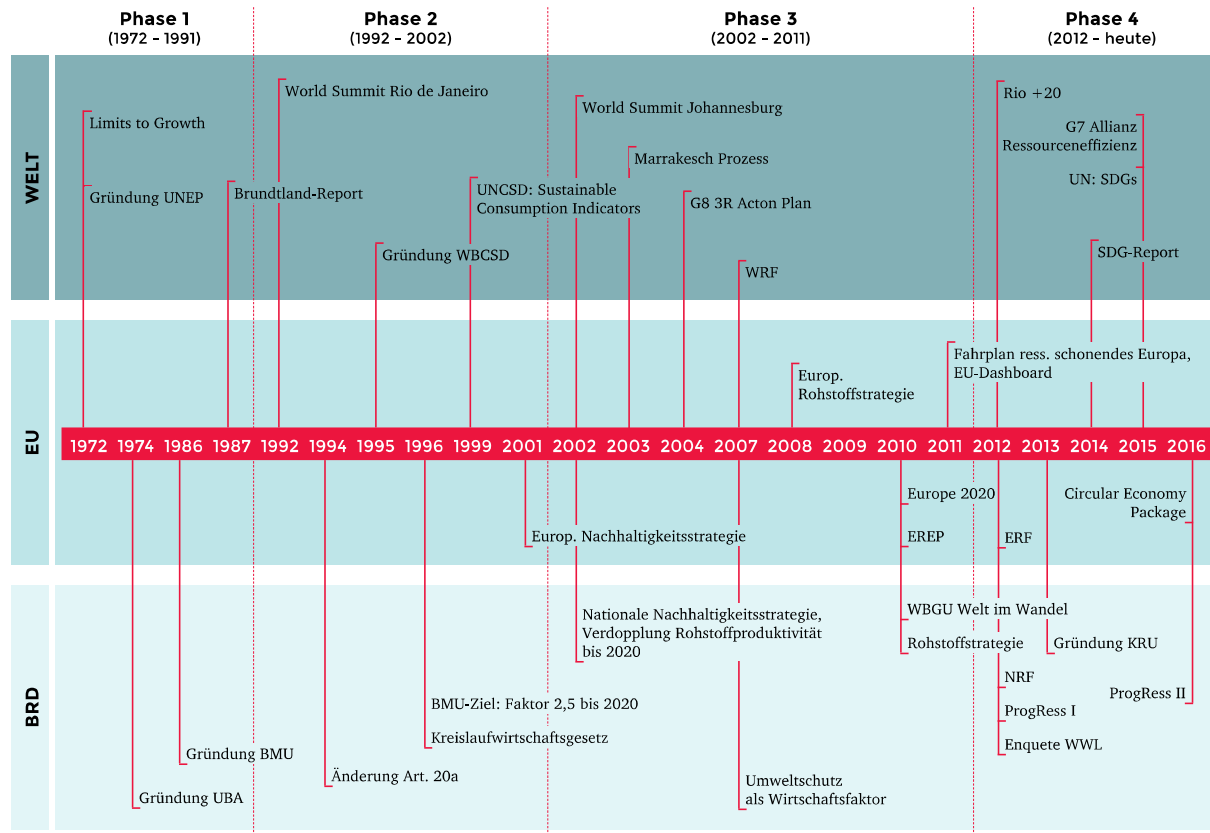 Phase 1
(1972 – 1991)
Phase 2
(1992 – 2002)
Phase 3
(2002 – 2011)
Phase 4
(2012 – heute)
WELT
Limits to Growth
Gründung UNEP
Brundtland-Report
World Summit Rio de Janeiro
Gründung WBCSD
UNCSD: Sustainable
Consumption Indicators
World Summit Johannesburg
Marrakesch Prozess
G8 3R Acton Plan
WRF
Rio +20
G7 Allianz
Ressourceneffizienz
UN: SDGs
SDG-Report
EU
Europ.
Rohstoffstrategie
Fahrplan ress. schonendes Europa,
EU-Dashboard
1972 1974 1986 1987 1992 1994 1995 1996 1999 2001 2002 2003 2004 2007 2008 2009 2010 2011 2012 2013 2014 2015 2016
Europ. Nachhaltigkeitsstrategie
Europe 2020
EREP
ERF
Circular Economy
Package
BRD
Gründung UBA
Gründung BMU
Änderung Art. 20a
BMU-Ziel: Faktor 2,5 bis 2020
Kreislaufwirtschaftsgesetz
Nationale Nachhaltigkeitsstrategie,
Verdopplung Rohstoffproduktivität
bis 2020
Umweltschutz
als Wirtschaftsfaktor
WBGU Welt im Wandel
Rohstoffstrategie
Gründung KRU
NRF
ProgRess I
Enquete WWL
ProgRess II